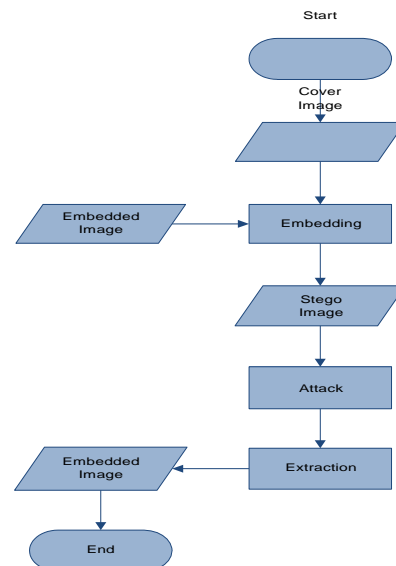 Start
Cover
Image
Embedded
Image
Embedding
Stego
Image
Attack
Embedded
Image
Extraction
End